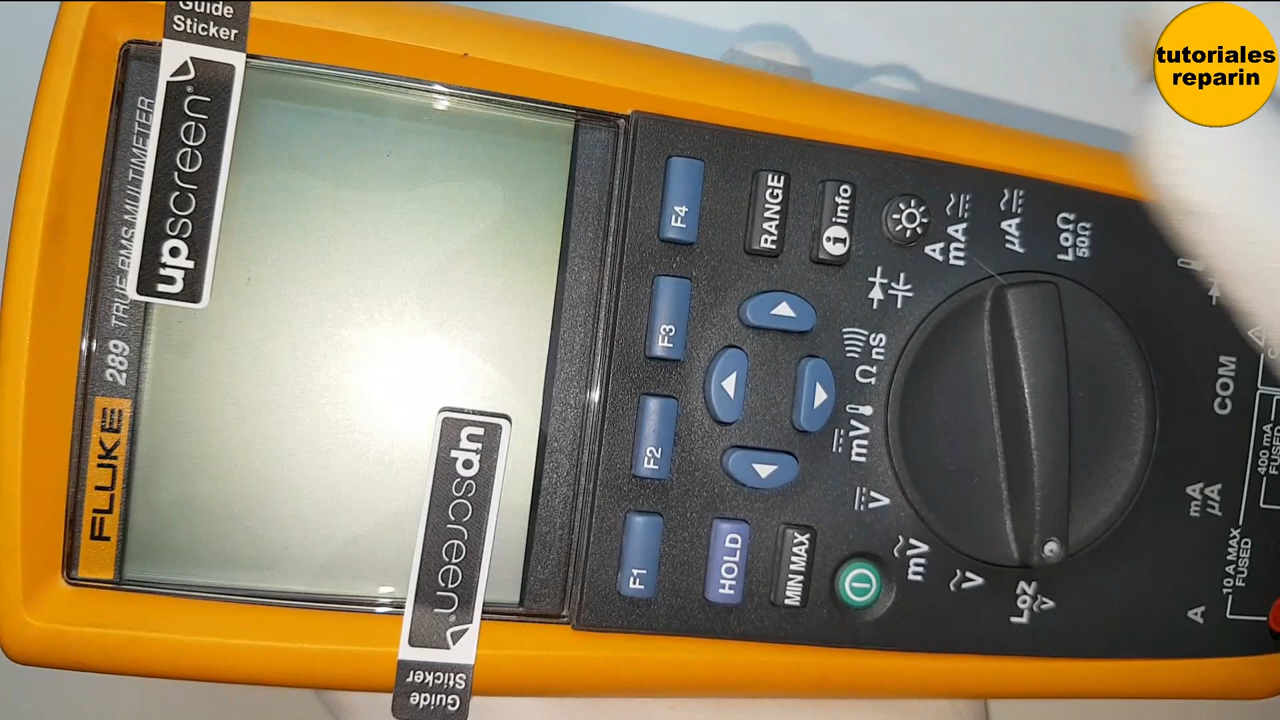 tutoriales
reparin
Guide
Sticker
upscreen
FLUKE 289 TRUE RMS MULTIMETER
upscreen
Guide
Sticker
F1
F2
F3
F4
HOLD
MIN MAX
RANGE
i info
LoZ
V
V
mV
V
mV
Ω nS
A
mA
µA
LoΩ
50Ω
A
mA
µA
COM
10 A MAX
FUSED
400 mA
FUSED